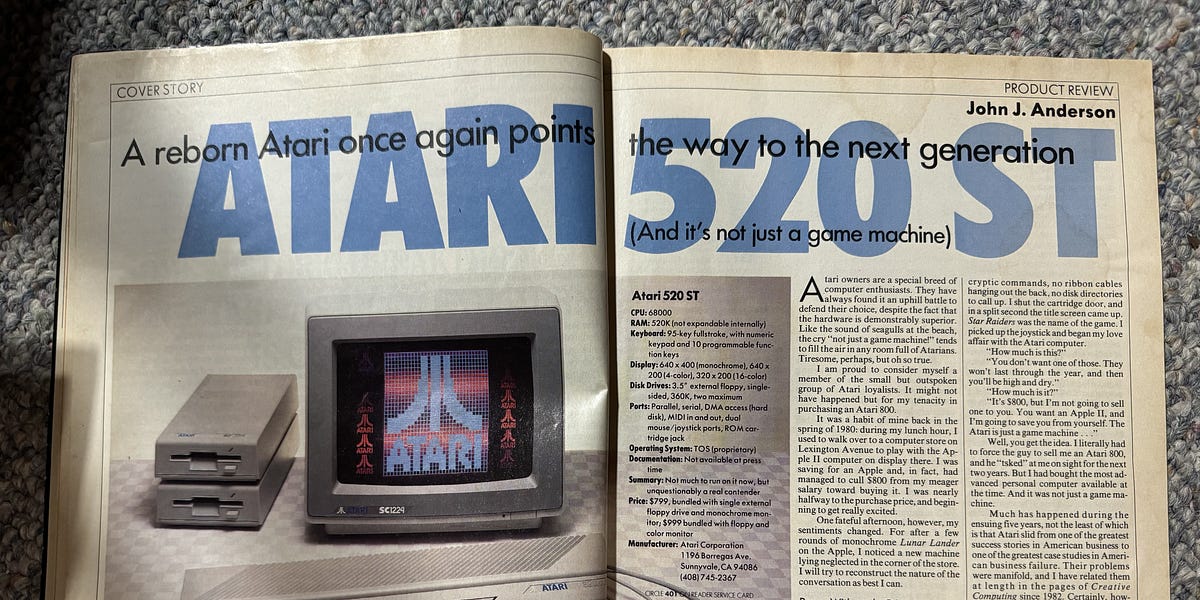 COVER STORY
PRODUCT REVIEW
John J. Anderson
ATARI 520 ST
A reborn Atari once again points the way to the next generation
(And it's not just a game machine)
ATARI
ATARI
ATARI
ATARI
ATARI
ATARI
ATARI
ATARI
ATARI
ATARI SC1224
ATARI
Atari 520 ST
CPU: 68000
RAM: 520K (not expandable internally)
Keyboard: 95-key fullstroke, with numeric
keypad and 10 programmable func-
tion keys
Display: 640 x 400 (monochrome), 640 x
200 (4-color), 320 x 200 (16-color)
Disk Drives: 3.5" external floppy, single-
sided, 360K, two maximum
Ports: Parallel, serial, DMA access (hard
disk), MIDI in and out, dual
mouse/joystick ports, ROM car-
tridge jack
Operating System: TOS (proprietary)
Documentation: Not available at press
time
Summary: Not much to run on it now, but
unquestionably a real contender
Price: $799, bundled with single external
floppy drive and monochrome mon-
itor; $999 bundled with floppy and
color monitor
Manufacturer: Atari Corporation
1196 Borregas Ave.
Sunnyvale, CA 94086
(408) 745-2367
CIRCLE 401 ON READER SERVICE CARD
Atari owners are a special breed of
computer enthusiasts. They have
always found it an uphill battle to
defend their choice, despite the fact that
the hardware is demonstrably superior.
Like the sound of seagulls at the beach,
the cry "not just a game machine!" tends
to fill the air in any room full of Atarians.
Tiresome, perhaps, but oh so true.
I am proud to consider myself a
member of the small but outspoken
group of Atari loyalists. It might not
have happened but for my tenacity in
purchasing an Atari 800.
It was a habit of mine back in the
spring of 1980: during my lunch hour, I
used to walk over to a computer store on
Lexington Avenue to play with the Ap-
ple II computer on display there. I was
saving for an Apple and, in fact, had
managed to cull $800 from my meager
salary toward buying it. I was nearly
halfway to the purchase price, and begin-
ning to get really excited.
One fateful afternoon, however, my
sentiments changed. For after a few
rounds of monochrome Lunar Lander
on the Apple, I noticed a new machine
lying neglected in the corner of the store.
I will try to reconstruct the nature of the
conversation as best I can.
cryptic commands, no ribbon cables
hanging out the back, no disk directories
to call up. I shut the cartridge door, and
in a split second the title screen came up.
Star Raiders was the name of the game. I
picked up the joystick and began my love
affair with the Atari computer.
"How much is this?"
"You don't want one of those. They
won't last through the year, and then
you'll be high and dry."
"How much is it?"
"It's $800, but I'm not going to sell
one to you. You want an Apple II, and
I'm going to save you from yourself. The
Atari is just a game machine . . ."
Well, you get the idea. I literally had
to force the guy to sell me an Atari 800,
and he "tsked" at me on sight for the next
two years. But I had bought the most ad-
vanced personal computer available at
the time. And it was not just a game ma-
chine.
Much has happened during the
ensuing five years, not the least of which
is that Atari slid from one of the greatest
success stories in American business to
one of the greatest case studies in Ameri-
can business failure. Their problems
were manifold, and I have related them
at length in the pages of Creative
Computing since 1982. Certainly, how-